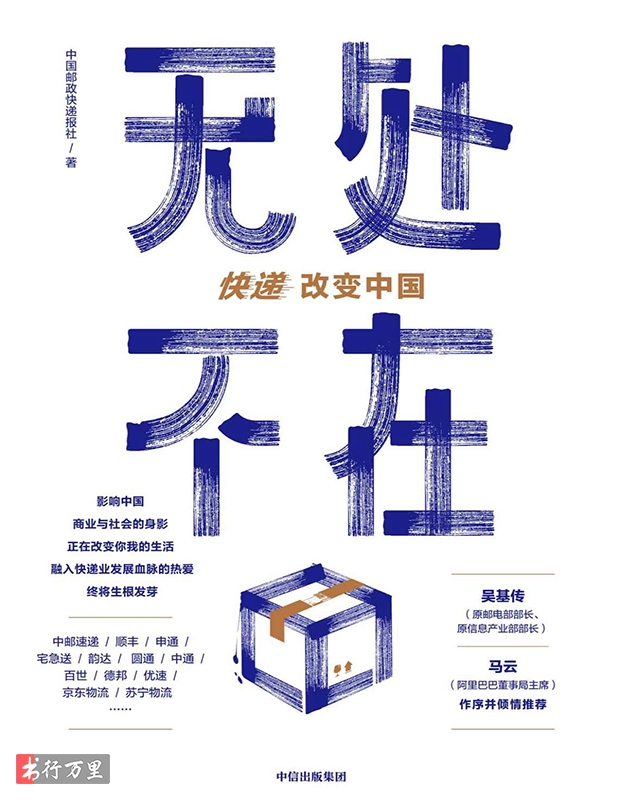 中国邮政快递报社/著
无处
快递 改变中国
不在
影响中国
商业与社会的身影
正在改变你我的生活
融入快递业发展血脉的热爱
终将生根发芽
中邮速递 / 顺丰 / 申通 /
宅急送 / 韵达 / 圆通 / 中通 /
百世 / 德邦 / 优速 /
京东物流 / 苏宁物流
……
吴基传
（原邮电部部长、
原信息产业部部长）
马云
（阿里巴巴董事局主席）
作序并倾情推荐
书行万里
中信出版集团